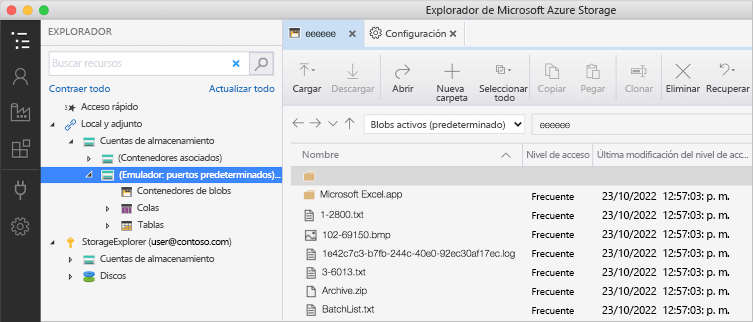 Explorador de Microsoft Azure Storage
EXPLORADOR
Buscar recursos
Contraer todo
Actualizar todo
Acceso rápido
Local y adjunto
Cuentas de almacenamiento
(Contenedores asociados)
(Emulador: puertos predeterminados)...
Contenedores de blobs
Colas
Tablas
StorageExplorer (user@contoso.com)
Cuentas de almacenamiento
Discos
eeeeee
Configuración
Cargar
Descargar
Abrir
Nueva carpeta
Seleccionar todo
Copiar
Pegar
Clonar
Eliminar
Recuperar
Blobs activos (predeterminado)
eeeeee
Nombre Nivel de acceso Última modificación del nivel de acc...
Microsoft Excel.app Frecuente 23/10/2022 12:57:03: p. m.
1-2800.txt Frecuente 23/10/2022 12:57:03: p. m.
102-69150.bmp Frecuente 23/10/2022 12:57:03: p. m.
1e42c7c3-b7fb-244c-40e0-92ec30af17ec.log Frecuente 23/10/2022 12:57:03: p. m.
3-6013.txt Frecuente 23/10/2022 12:57:03: p. m.
Archive.zip Frecuente 23/10/2022 12:57:03: p. m.
BatchList.txt Frecuente 23/10/2022 12:57:03: p. m.